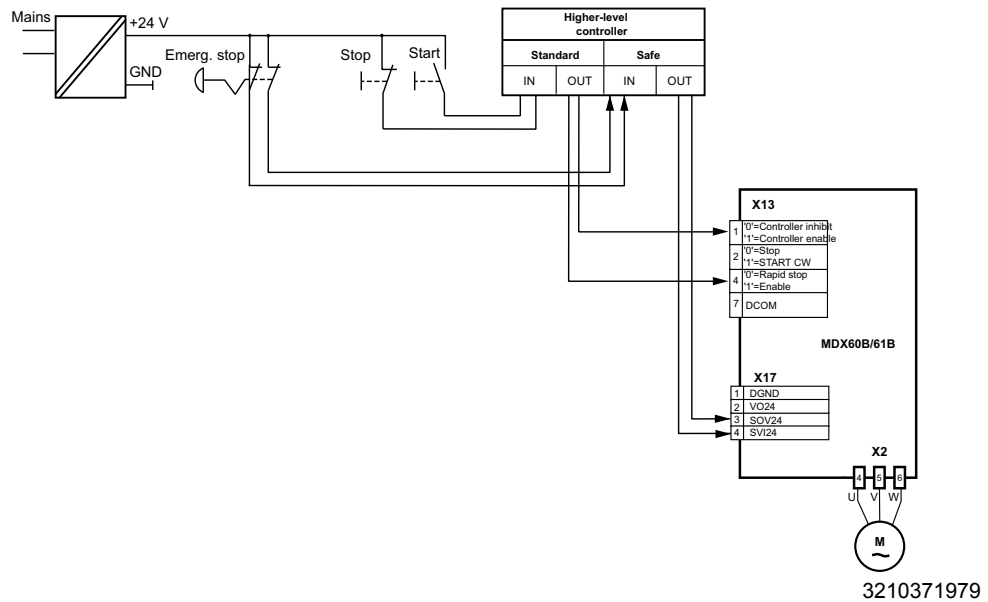 Mains
+24 V
GND
Emerg. stop
Stop
Start
Higher-level
controller
Standard
Safe
IN
OUT
IN
OUT
X13
1
'0'=Controller inhibit
'1'=Controller enable
2
'0'=Stop
'1'=START CW
4
'0'=Rapid stop
'1'=Enable
7
DCOM
MDX60B/61B
X17
1 DGND
2 VO24
3 SOV24
4 SVI24
X2
4 5 6
U V W
M
~
3210371979